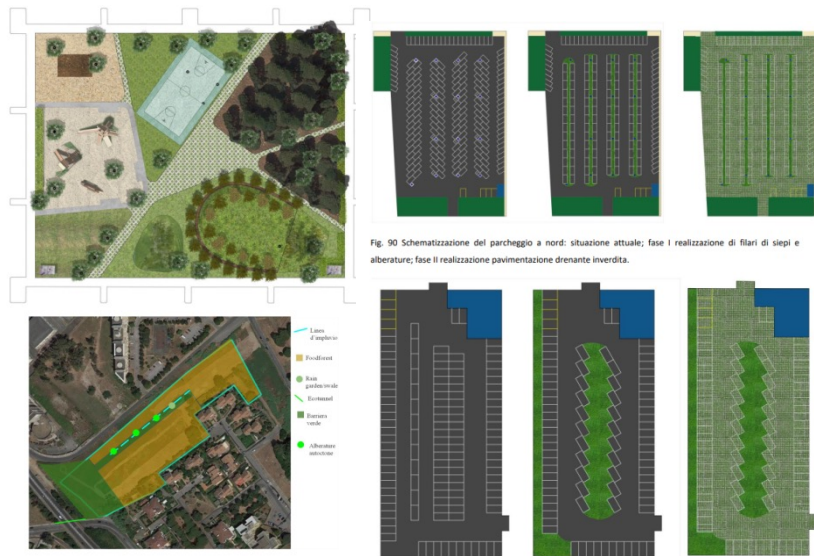 Fig. 90 Schematizzazione del parcheggio a nord: situazione attuale; fase I realizzazione di filari di siepi e
alberature; fase II realizzazione pavimentazione drenante inverdita.
Linea
d'impluvio
Foodforest
Rain
garden/swale
Ecotunnel
Barriera
verde
Alberature
autoctone